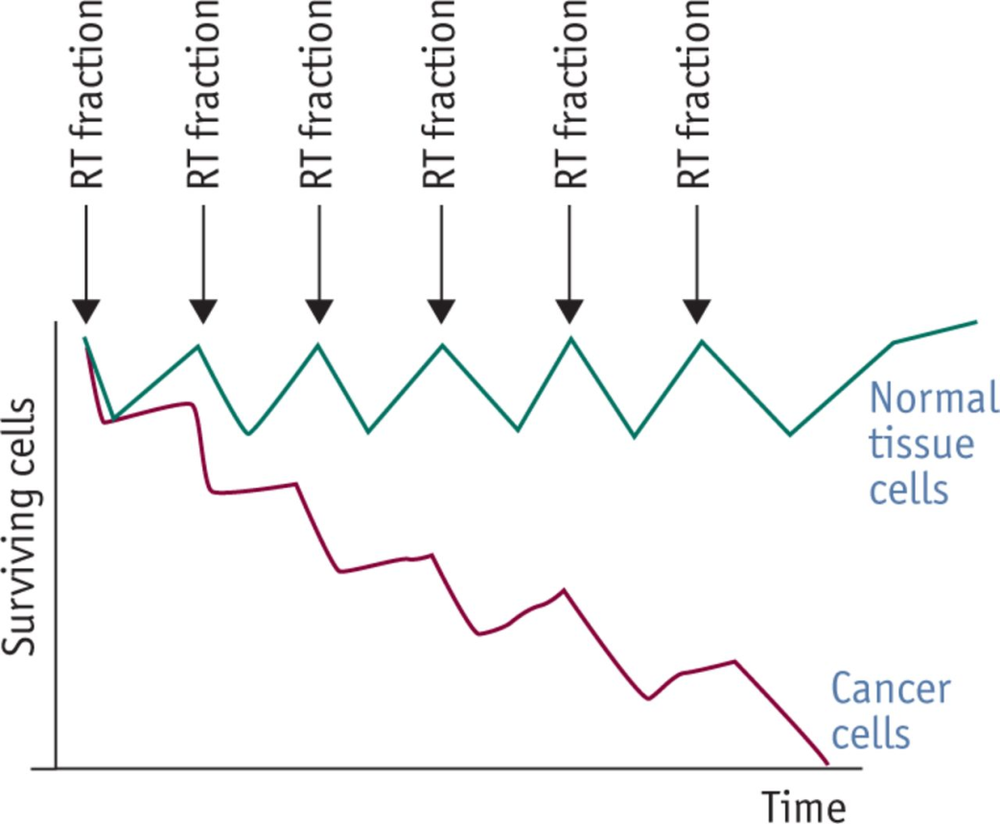 RT fraction
RT fraction
RT fraction
RT fraction
RT fraction
RT fraction
Surviving cells
Normal
tissue
cells
Cancer
cells
Time